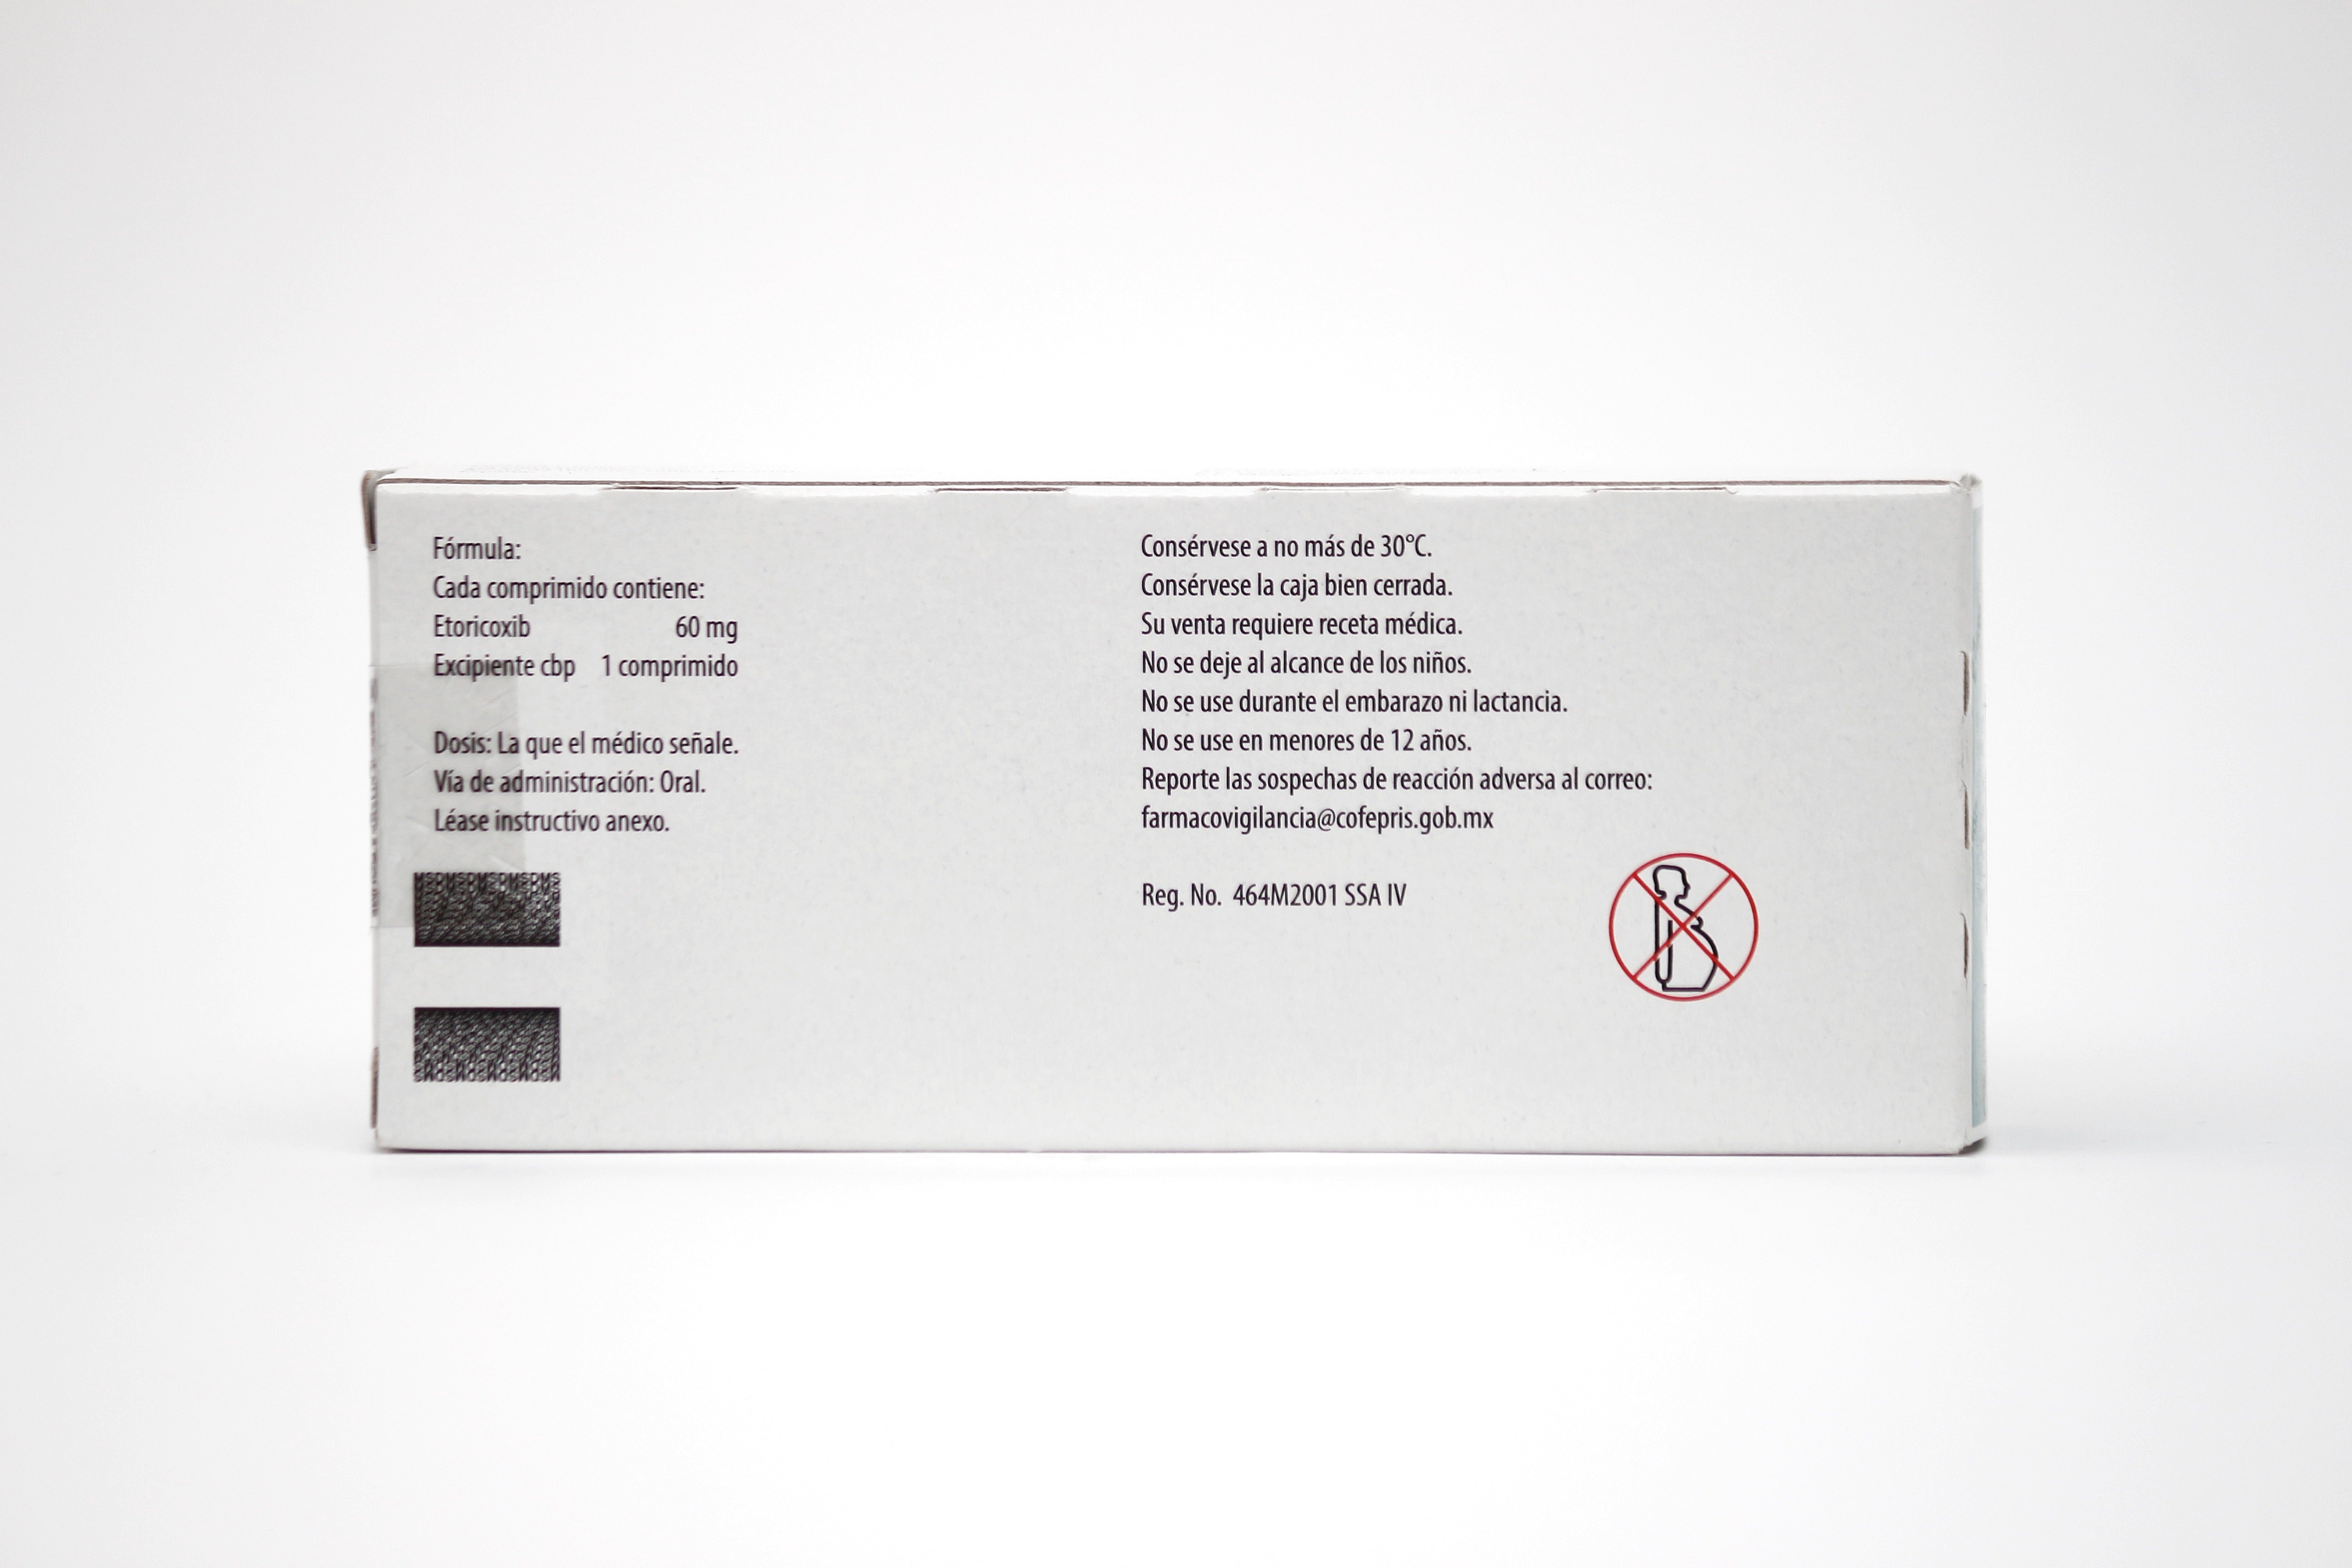 Fórmula:
Cada comprimido contiene:
Etoricoxib 60 mg
Excipiente cbp 1 comprimido
Dosis: La que el médico señale.
Vía de administración: Oral.
Léase instructivo anexo.
Consérvese a no más de 30°C.
Consérvese la caja bien cerrada.
Su venta requiere receta médica.
No se deje al alcance de los niños.
No se use durante el embarazo ni lactancia.
No se use en menores de 12 años.
Reporte las sospechas de reacción adversa al correo:
farmacovigilancia@cofepris.gob.mx
Reg. No. 464M2001 SSA IV